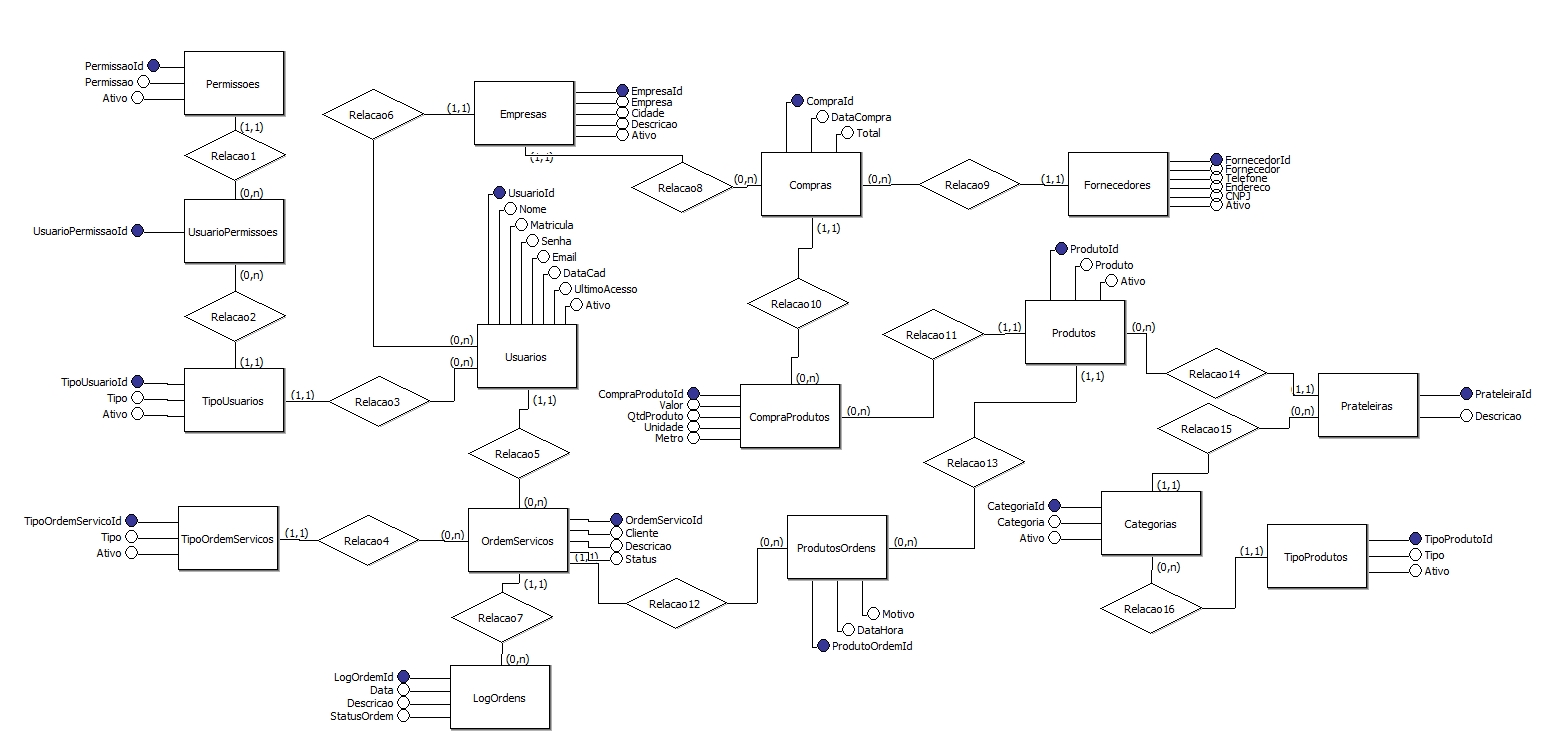 PermissaoId
Permissao
Ativo
Permissoes
(1,1)
Relacao1
(0,n)
UsuarioPermissaoId
UsuarioPermissoes
(0,n)
Relacao2
(1,1)
TipoUsuarioId
Tipo
Ativo
TipoUsuarios
(1,1)
Relacao3
(0,n)
Relacao6
(1,1)
(0,n)
Empresas
EmpresaId
Empresa
Cidade
Descricao
Ativo
(1,1)
Relacao8
(0,n)
UsuarioId
Nome
Matricula
Senha
Email
DataCad
UltimoAcesso
Ativo
Usuarios
(1,1)
Relacao5
(0,n)
CompraId
DataCompra
Total
Compras
(0,n)
Relacao9
(1,1)
Fornecedores
FornecedorId
Fornecedor
Telefone
Endereco
CNPJ
Ativo
(1,1)
Relacao10
(0,n)
CompraProdutoId
Valor
QtdProduto
Unidade
Metro
CompraProdutos
(0,n)
Relacao11
(1,1)
ProdutoId
Produto
Ativo
Produtos
(0,n)
Relacao14
(1,1)
Prateleiras
PrateleiraId
Descricao
(0,n)
Relacao15
(1,1)
(1,1)
Relacao13
(0,n)
CategoriaId
Categoria
Ativo
Categorias
(0,n)
Relacao16
(1,1)
TipoProdutos
TipoProdutoId
Tipo
Ativo
TipoOrdemServicoId
Tipo
Ativo
TipoOrdemServicos
(1,1)
Relacao4
(0,n)
OrdemServicos
OrdemServicoId
Cliente
Descricao
Status
(1,1)
Relacao12
(0,n)
ProdutosOrdens
Motivo
DataHora
ProdutoOrdemId
(1,1)
Relacao7
(0,n)
LogOrdemId
Data
Descricao
StatusOrdem
LogOrdens